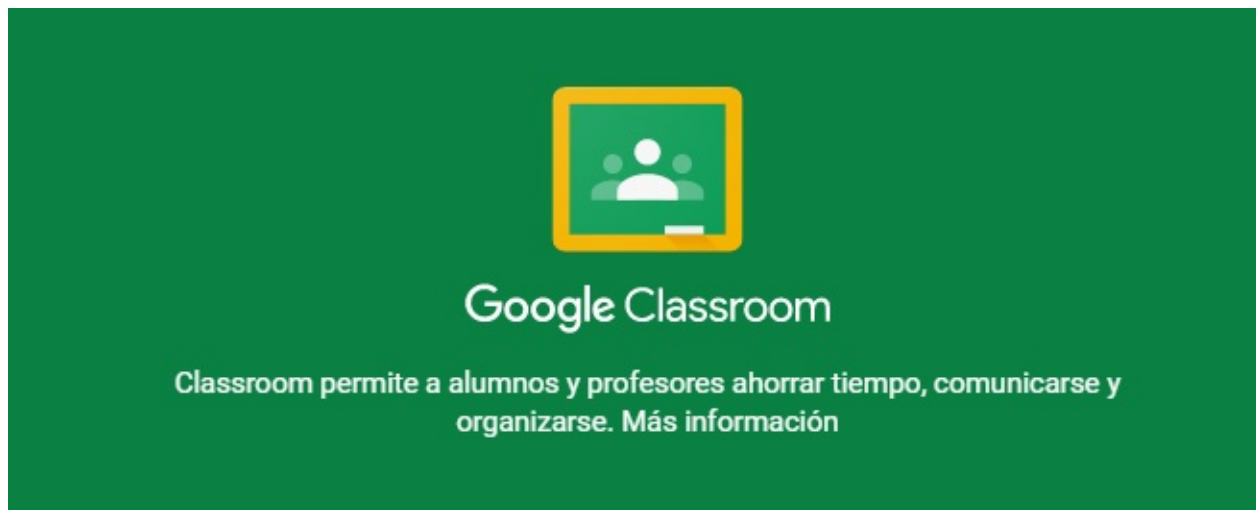 Google Classroom
Classroom permite a alumnos y profesores ahorrar tiempo, comunicarse y
organizarse. Más información